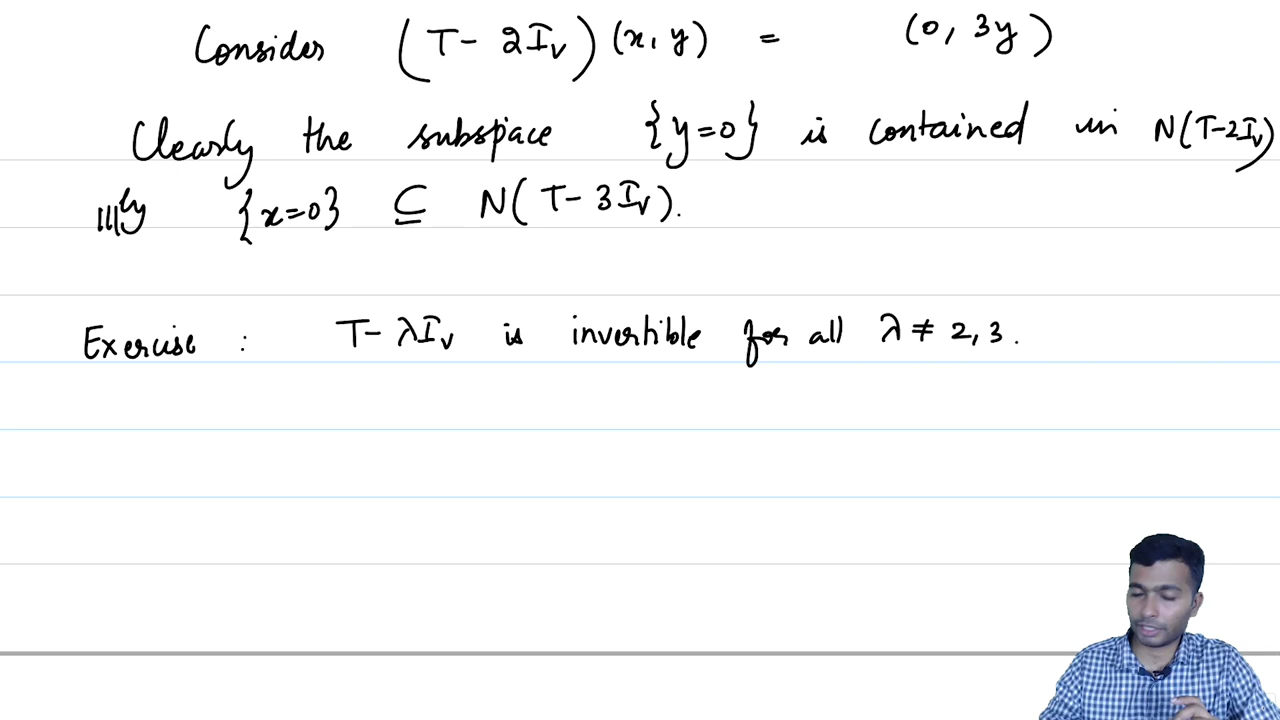 Consider (T- 2I_V) (x, y) = (0, 3y)
Clearly the subspace {y=0} is contained in N(T-2I_V)
|||ly {x=0} ⊆ N(T- 3I_V).
Exercise : T- λI_V is invertible for all λ ≠ 2, 3.